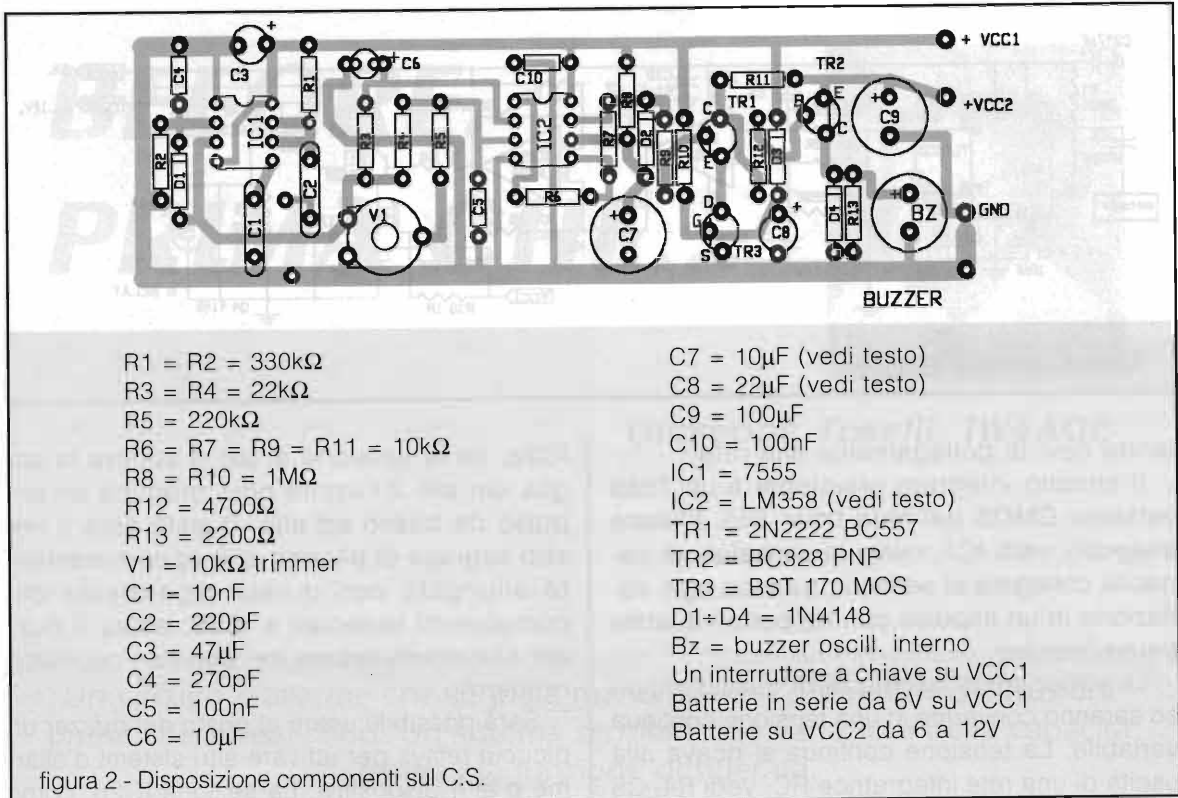 C4
C3
+
R1
+
C6
C10
+ VCC1
TR2
R11
+VCC2
TR1
C
E
B
E
C
+
C9
R2
D1
IC1
C2
R3
R4
R5
IC2
R7
R8
D2
R9
R10
R12
D3
C1
V1
C5
R6
+
C7
D
G
S
TR3
+
C8
D4
R13
+
BZ
GND
BUZZER
R1 = R2 = 330kΩ
R3 = R4 = 22kΩ
R5 = 220kΩ
R6 = R7 = R9 = R11 = 10kΩ
R8 = R10 = 1MΩ
R12 = 4700Ω
R13 = 2200Ω
V1 = 10kΩ trimmer
C1 = 10nF
C2 = 220pF
C3 = 47µF
C4 = 270pF
C5 = 100nF
C6 = 10µF
C7 = 10µF (vedi testo)
C8 = 22µF (vedi testo)
C9 = 100µF
C10 = 100nF
IC1 = 7555
IC2 = LM358 (vedi testo)
TR1 = 2N2222 BC557
TR2 = BC328 PNP
TR3 = BST 170 MOS
D1÷D4 = 1N4148
Bz = buzzer oscill. interno
Un interruttore a chiave su VCC1
Batterie in serie da 6V su VCC1
Batterie su VCC2 da 6 a 12V
figura 2 - Disposizione componenti sul C.S.